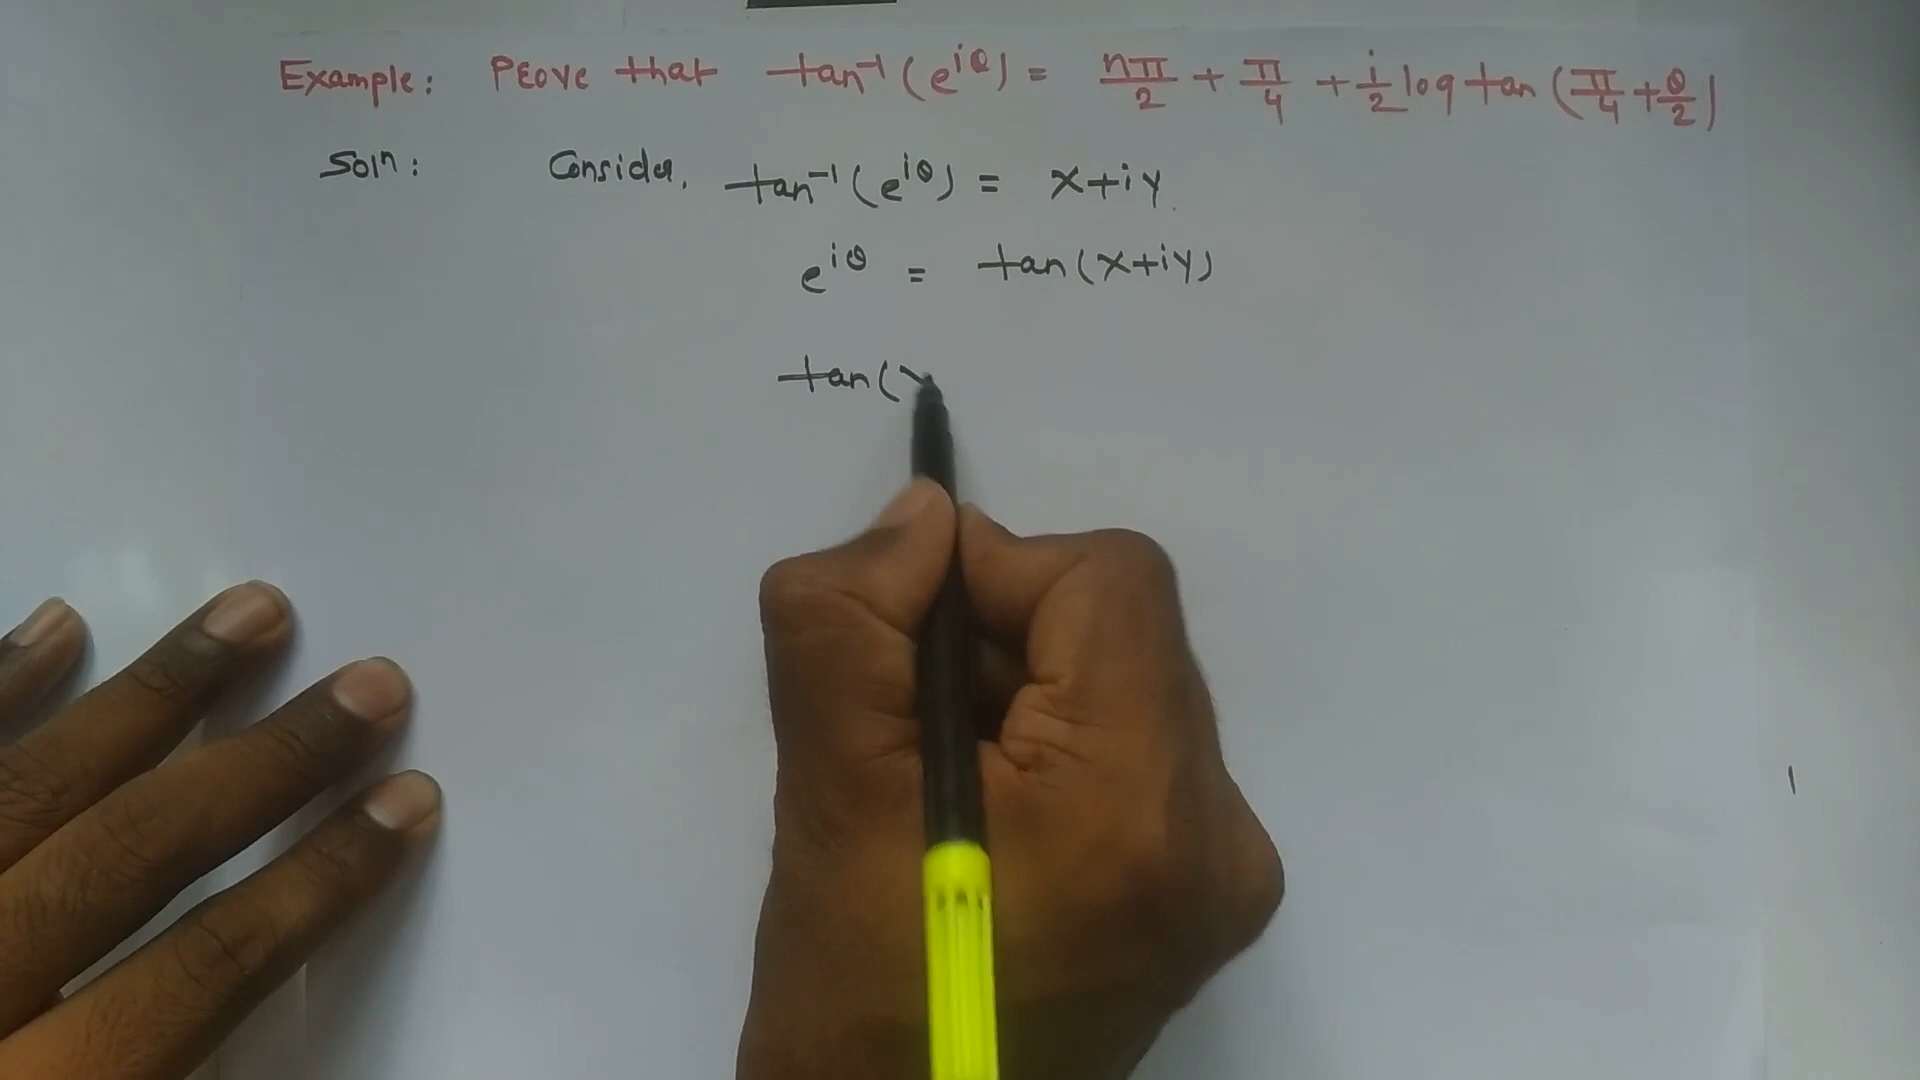 Example: Prove that tan⁻¹(e^{iθ}) = nπ/2 + π/4 + i/2 log tan(π/4 + θ/2)
Solⁿ: Consider, tan⁻¹(e^{iθ}) = x+iy.
e^{iθ} = tan(x+iy)
tan(x